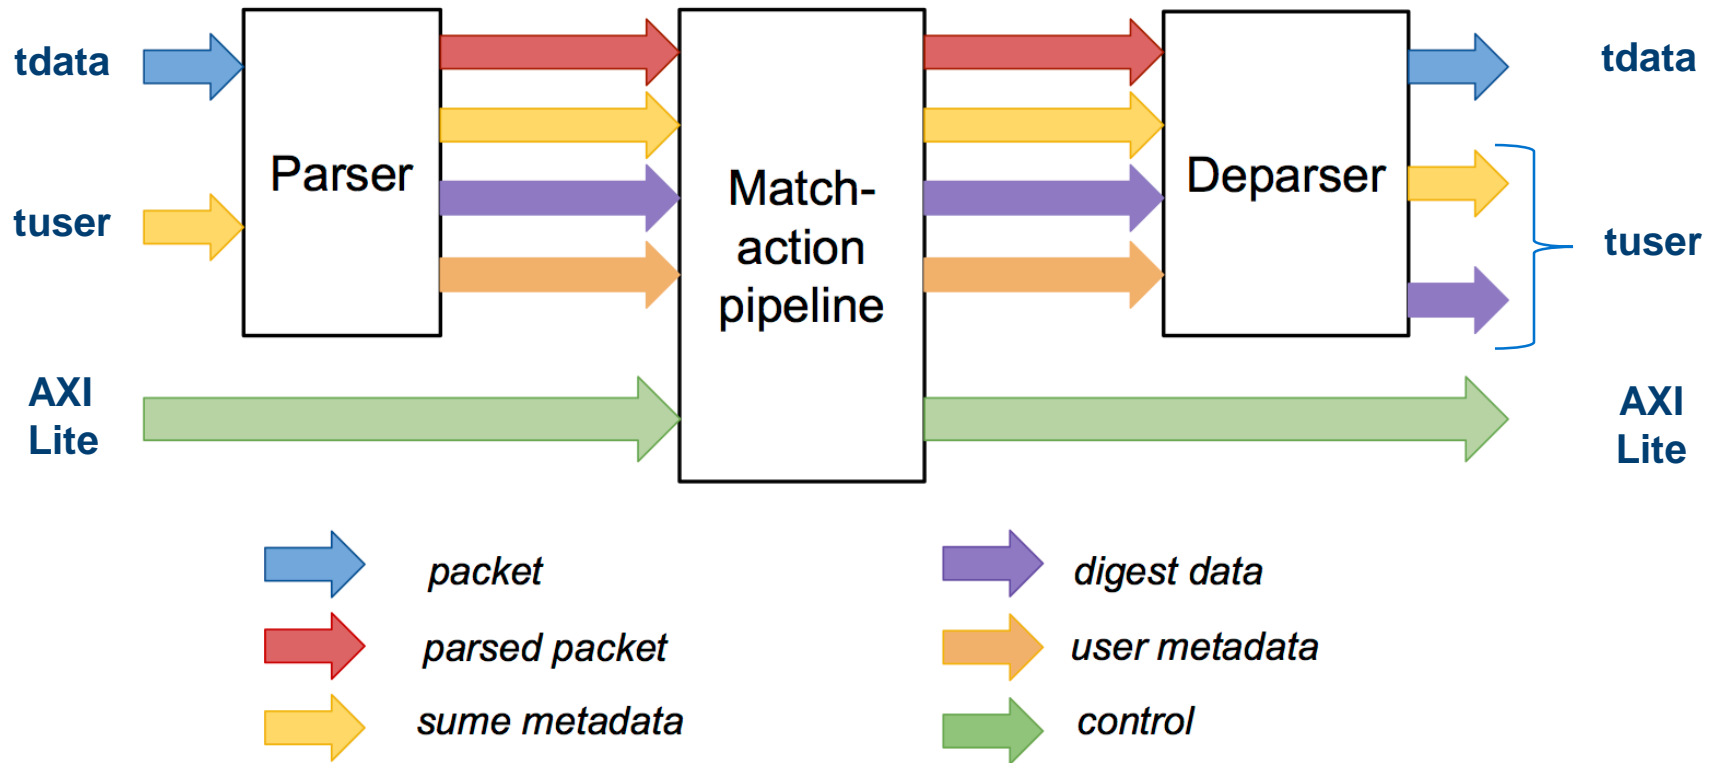 tdata
tuser
AXI
Lite
Parser
Match-
action
pipeline
Deparser
tdata
tuser
AXI
Lite
packet
parsed packet
sume metadata
digest data
user metadata
control